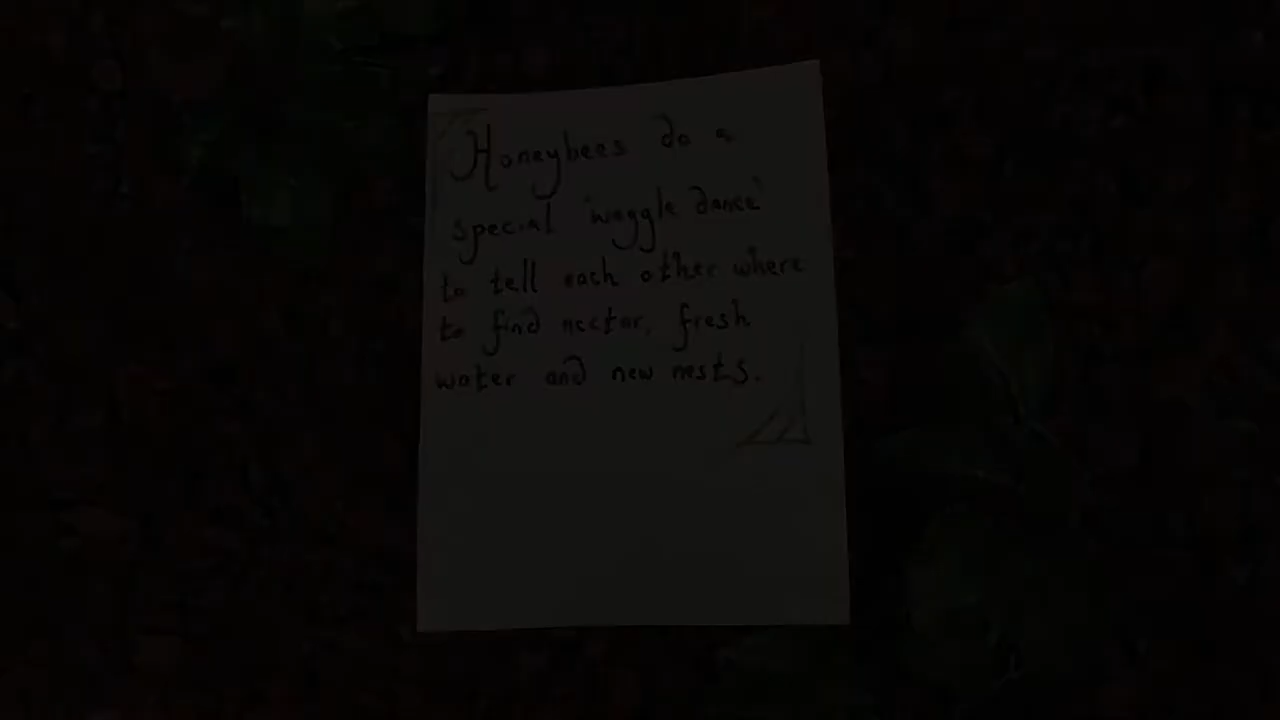 Honeybees do a
special 'waggle dance'
to tell each other where
to find nectar, fresh
water and new nests.